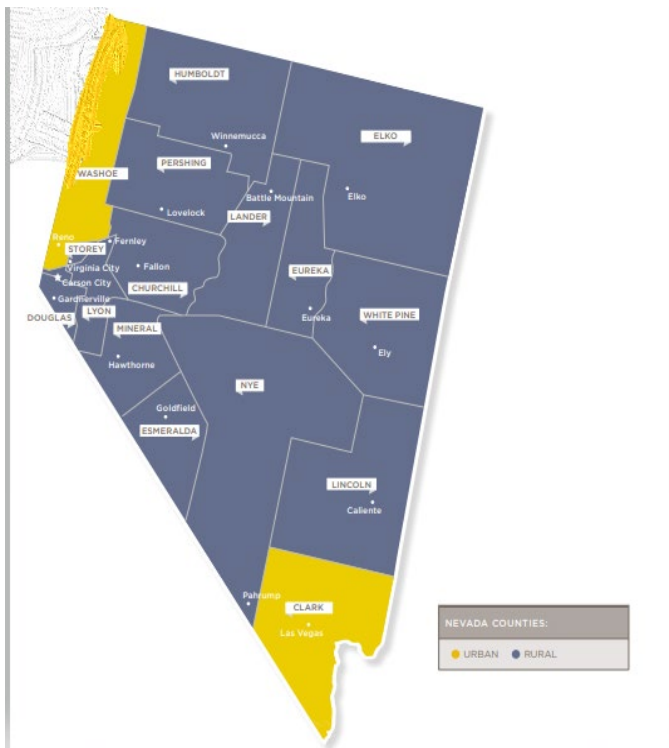 HUMBOLDT
ELKO
Winnemucca
PERSHING
WASHOE
Battle Mountain
Elko
Lovelock
LANDER
Reno
Fernley
STOREY
Virginia City
Fallon
EUREKA
Carson City
CHURCHILL
Gardnerville
LYON
Eureka
WHITE PINE
DOUGLAS
MINERAL
Ely
Hawthorne
NYE
Goldfield
ESMERALDA
LINCOLN
Caliente
Pahrump
CLARK
Las Vegas
NEVADA COUNTIES:
URBAN RURAL